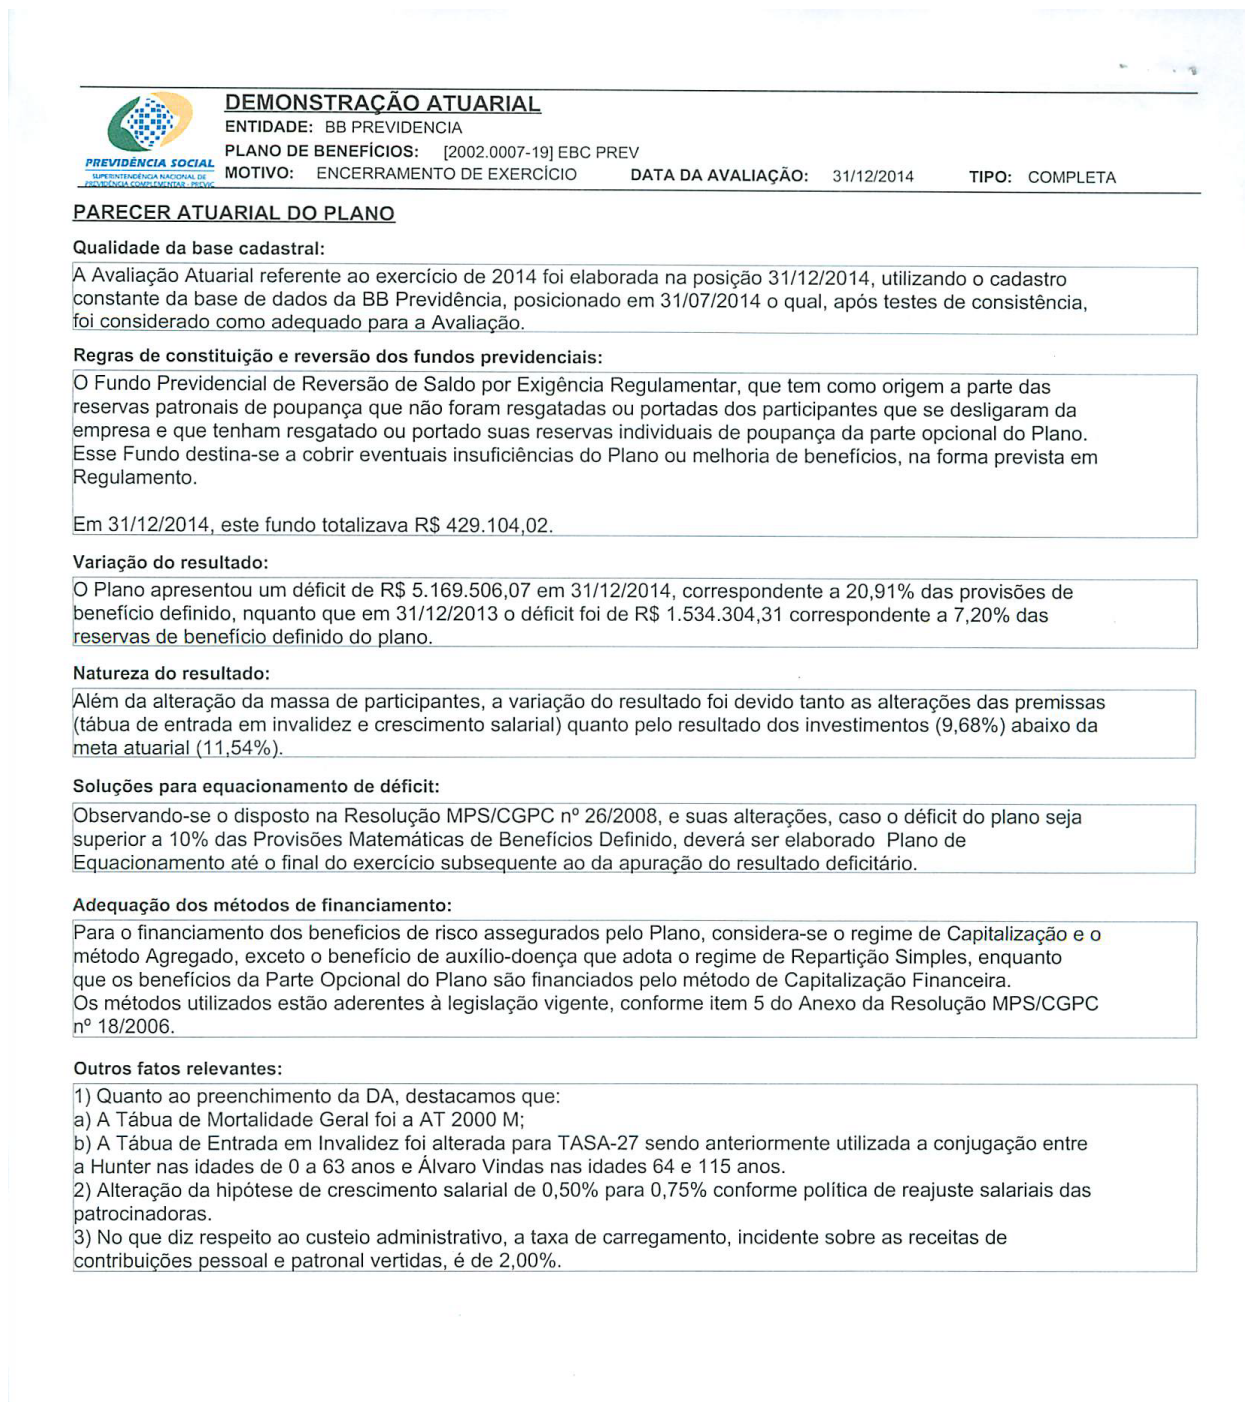 DEMONSTRAÇÃO ATUARIAL
ENTIDADE: BB PREVIDENCIA
PLANO DE BENEFÍCIOS: [2002.0007-19] EBC PREV
MOTIVO: ENCERRAMENTO DE EXERCÍCIO DATA DA AVALIAÇÃO: 31/12/2014 TIPO: COMPLETA
PREVIDÊNCIA SOCIAL
SUPERINTENDÊNCIA NACIONAL DE
PREVIDÊNCIA COMPLEMENTAR - PREVIC
PARECER ATUARIAL DO PLANO
Qualidade da base cadastral:
A Avaliação Atuarial referente ao exercício de 2014 foi elaborada na posição 31/12/2014, utilizando o cadastro
constante da base de dados da BB Previdência, posicionado em 31/07/2014 o qual, após testes de consistência,
foi considerado como adequado para a Avaliação.
Regras de constituição e reversão dos fundos previdenciais:
O Fundo Previdencial de Reversão de Saldo por Exigência Regulamentar, que tem como origem a parte das
reservas patronais de poupança que não foram resgatadas ou portadas dos participantes que se desligaram da
empresa e que tenham resgatado ou portado suas reservas individuais de poupança da parte opcional do Plano.
Esse Fundo destina-se a cobrir eventuais insuficiências do Plano ou melhoria de benefícios, na forma prevista em
Regulamento.
Em 31/12/2014, este fundo totalizava R$ 429.104,02.
Variação do resultado:
O Plano apresentou um déficit de R$ 5.169.506,07 em 31/12/2014, correspondente a 20,91% das provisões de
benefício definido, nquanto que em 31/12/2013 o déficit foi de R$ 1.534.304,31 correspondente a 7,20% das
reservas de benefício definido do plano.
Natureza do resultado:
Além da alteração da massa de participantes, a variação do resultado foi devido tanto as alterações das premissas
(tábua de entrada em invalidez e crescimento salarial) quanto pelo resultado dos investimentos (9,68%) abaixo da
meta atuarial (11,54%).
Soluções para equacionamento de déficit:
Observando-se o disposto na Resolução MPS/CGPC nº 26/2008, e suas alterações, caso o déficit do plano seja
superior a 10% das Provisões Matemáticas de Benefícios Definido, deverá ser elaborado Plano de
Equacionamento até o final do exercício subsequente ao da apuração do resultado deficitário.
Adequação dos métodos de financiamento:
Para o financiamento dos beneficios de risco assegurados pelo Plano, considera-se o regime de Capitalização e o
método Agregado, exceto o benefício de auxílio-doença que adota o regime de Repartição Simples, enquanto
que os benefícios da Parte Opcional do Plano são financiados pelo método de Capitalização Financeira.
Os métodos utilizados estão aderentes à legislação vigente, conforme item 5 do Anexo da Resolução MPS/CGPC
nº 18/2006.
Outros fatos relevantes:
1) Quanto ao preenchimento da DA, destacamos que:
a) A Tábua de Mortalidade Geral foi a AT 2000 M;
b) A Tábua de Entrada em Invalidez foi alterada para TASA-27 sendo anteriormente utilizada a conjugação entre
a Hunter nas idades de 0 a 63 anos e Álvaro Vindas nas idades 64 e 115 anos.
2) Alteração da hipótese de crescimento salarial de 0,50% para 0,75% conforme política de reajuste salariais das
patrocinadoras.
3) No que diz respeito ao custeio administrativo, a taxa de carregamento, incidente sobre as receitas de
contribuições pessoal e patronal vertidas, é de 2,00%.